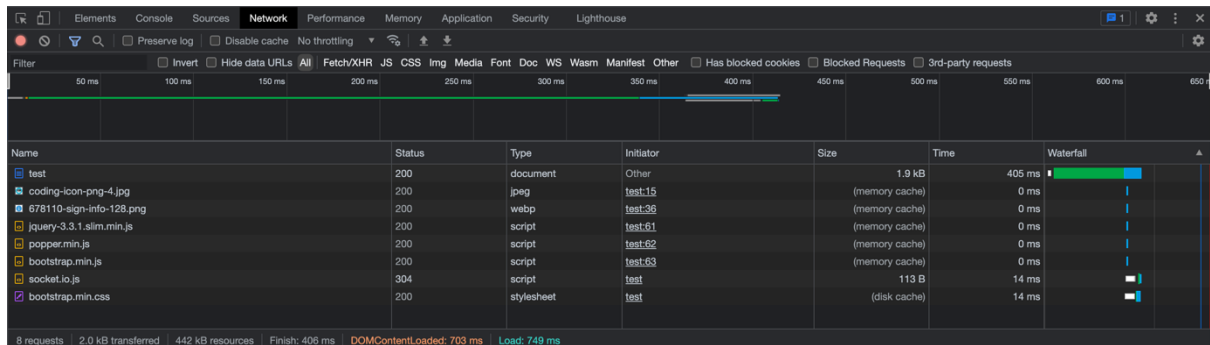 Elements Console Sources Network Performance Memory Application Security Lighthouse 1
Preserve log Disable cache No throttling
Filter Invert Hide data URLs All Fetch/XHR JS CSS Img Media Font Doc WS Wasm Manifest Other Has blocked cookies Blocked Requests 3rd-party requests
50 ms 100 ms 150 ms 200 ms 250 ms 300 ms 350 ms 400 ms 450 ms 500 ms 550 ms 600 ms 650
Name Status Type Initiator Size Time Waterfall
test 200 document Other 1.9 kB 405 ms
coding-icon-png-4.jpg 200 jpeg test:15 (memory cache) 0 ms
678110-sign-info-128.png 200 webp test:36 (memory cache) 0 ms
jquery-3.3.1.slim.min.js 200 script test:61 (memory cache) 0 ms
popper.min.js 200 script test:62 (memory cache) 0 ms
bootstrap.min.js 200 script test:63 (memory cache) 0 ms
socket.io.js 304 script test 113 B 14 ms
bootstrap.min.css 200 stylesheet test (disk cache) 14 ms
8 requests 2.0 kB transferred 442 kB resources Finish: 406 ms DOMContentLoaded: 703 ms Load: 749 ms